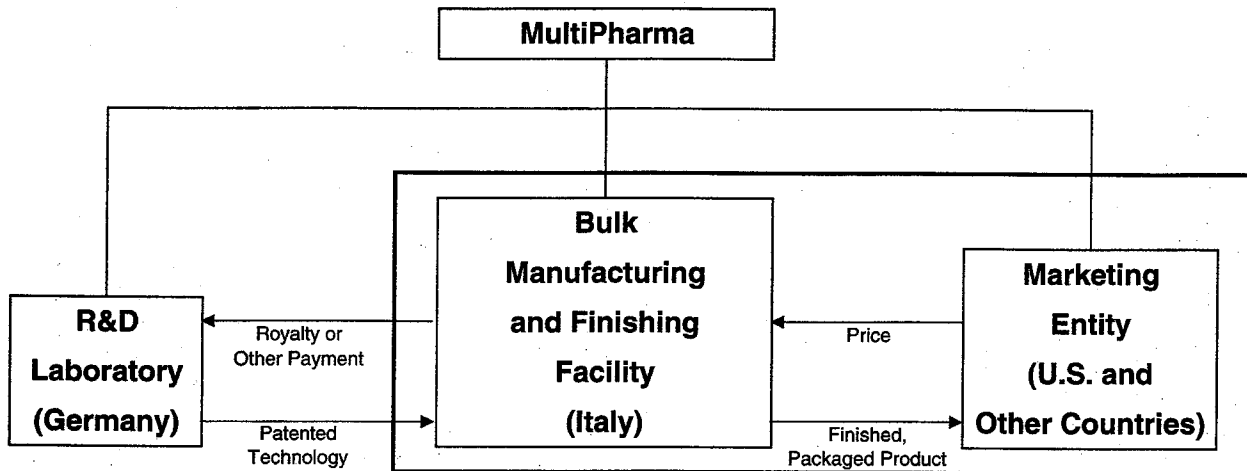 MultiPharma
R&D
Laboratory
(Germany)
Royalty or
Other Payment
Patented
Technology
Bulk
Manufacturing
and Finishing
Facility
(Italy)
Price
Finished,
Packaged Product
Marketing
Entity
(U.S. and
Other Countries)